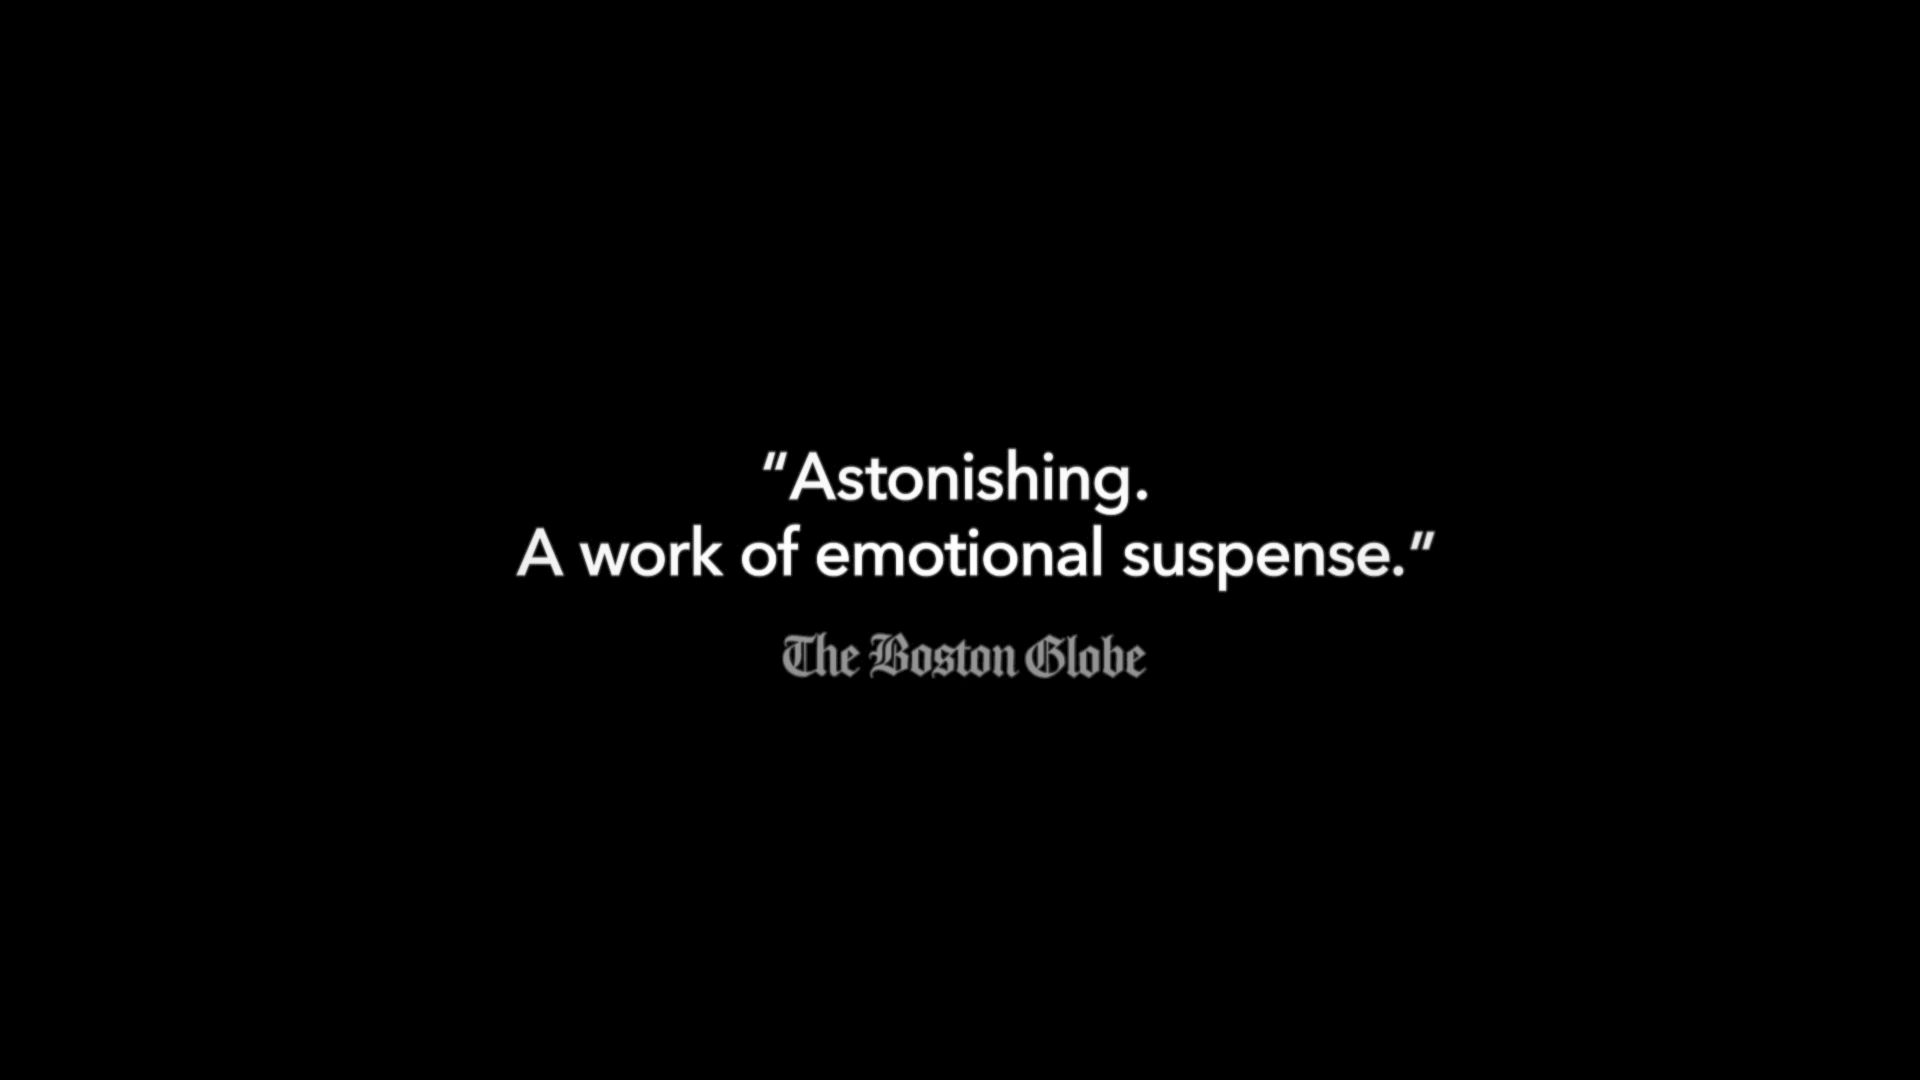 “Astonishing.
A work of emotional suspense.”
The Boston Globe